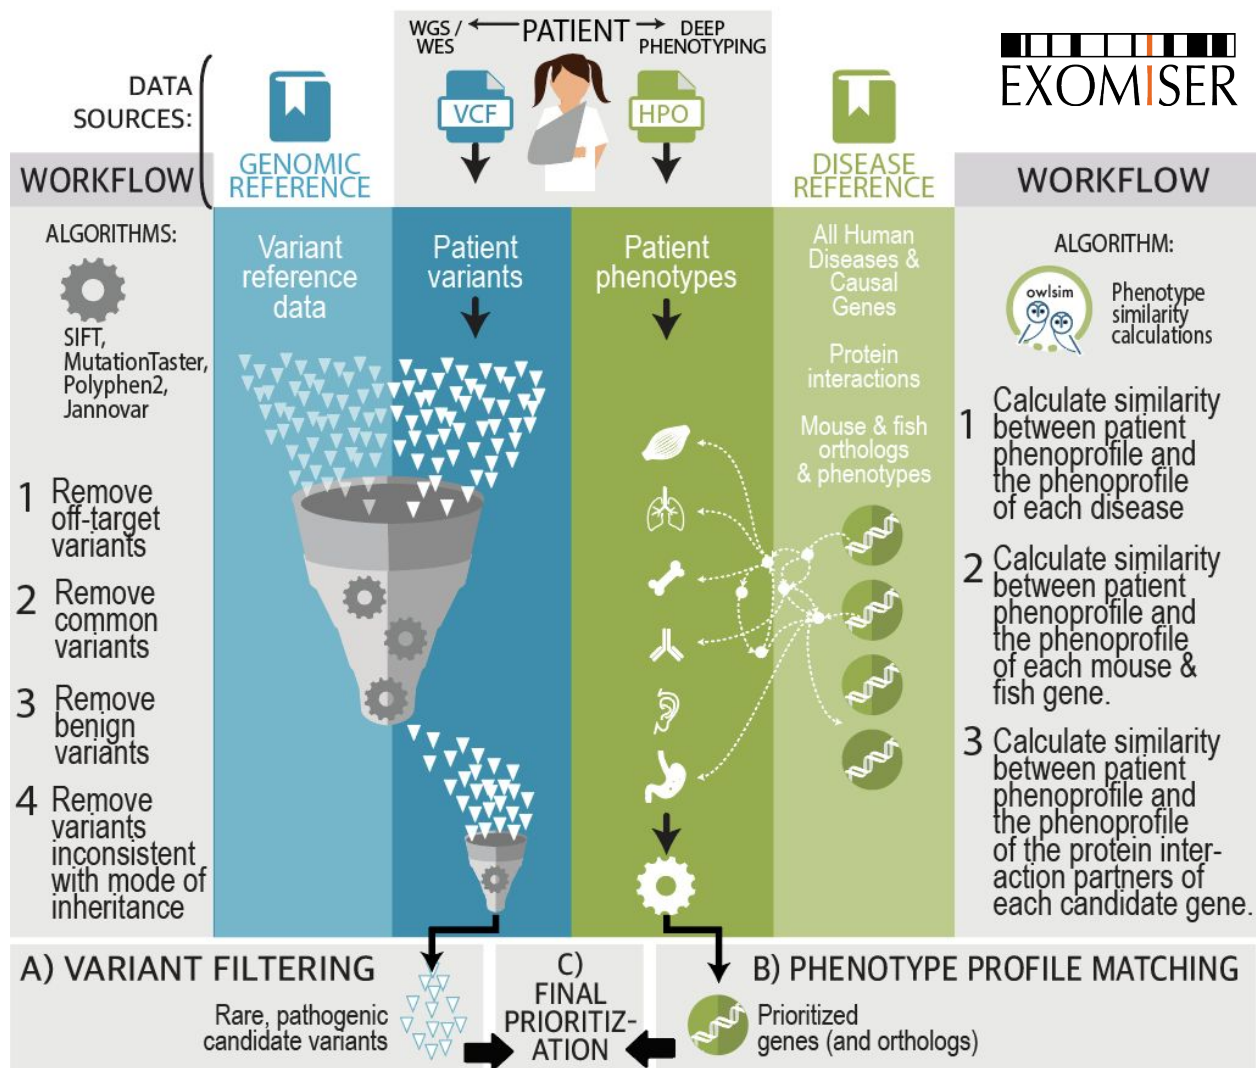 WGS /
WES
PATIENT
DEEP
PHENOTYPING
EXOMISER
DATA
SOURCES:
VCF
HPO
GENOMIC
REFERENCE
DISEASE
REFERENCE
WORKFLOW
WORKFLOW
ALGORITHMS:
SIFT,
MutationTaster,
Polyphen2,
Jannovar
1 Remove
off-target
variants
2 Remove
common
variants
3 Remove
benign
variants
4 Remove
variants
inconsistent
with mode of
inheritance
Variant
reference
data
Patient
variants
Patient
phenotypes
All Human
Diseases &
Causal
Genes
Protein
interactions
Mouse & fish
orthologs
& phenotypes
ALGORITHM:
owlsim
Phenotype
similarity
calculations
1 Calculate similarity
between patient
phenoprofile and
the phenoprofile
of each disease
2 Calculate similarity
between patient
phenoprofile and
the phenoprofile
of each mouse &
fish gene.
3 Calculate similarity
between patient
phenoprofile and
the phenoprofile
of the protein inter-
action partners of
each candidate gene.
A) VARIANT FILTERING
Rare, pathogenic
candidate variants
C)
FINAL
PRIORITIZ-
ATION
B) PHENOTYPE PROFILE MATCHING
Prioritized
genes (and orthologs)